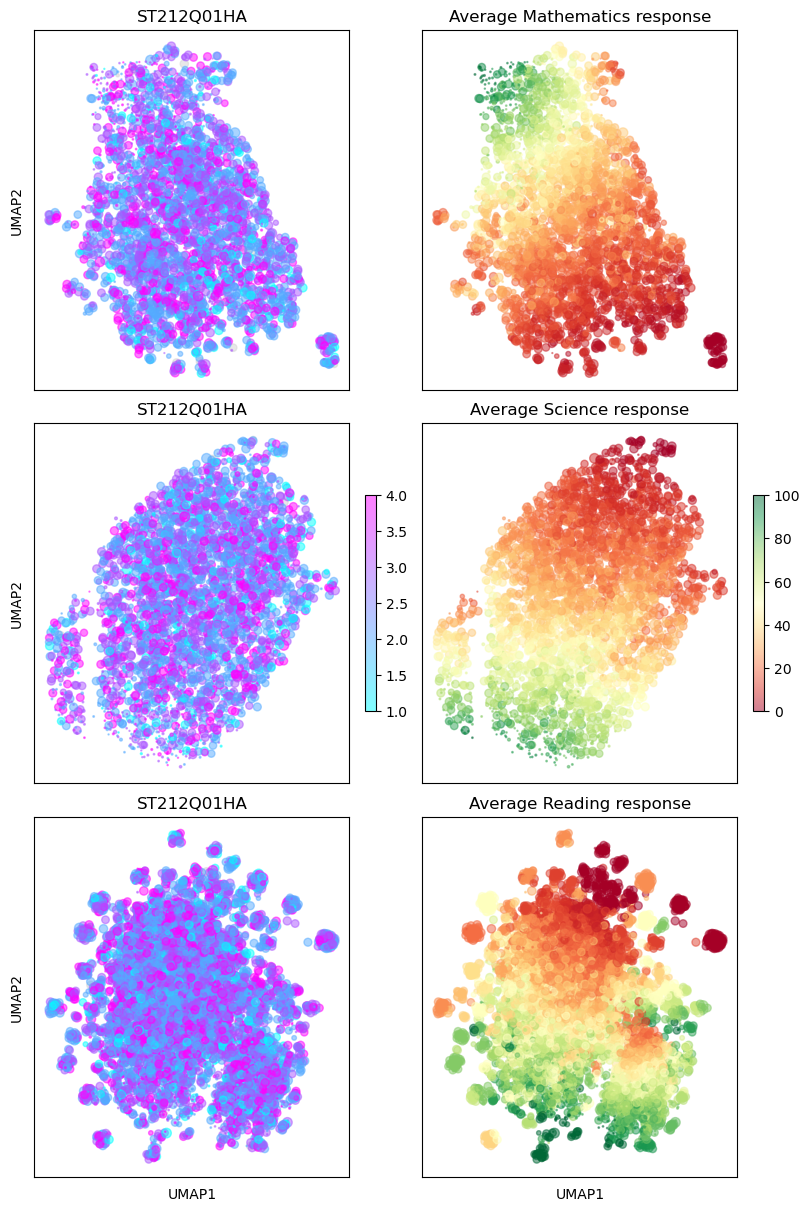 ST212Q01HA
Average Mathematics response
UMAP2
ST212Q01HA
Average Science response
UMAP2
4.0
3.5
3.0
2.5
2.0
1.5
1.0
100
80
60
40
20
0
ST212Q01HA
Average Reading response
UMAP2
UMAP1
UMAP1